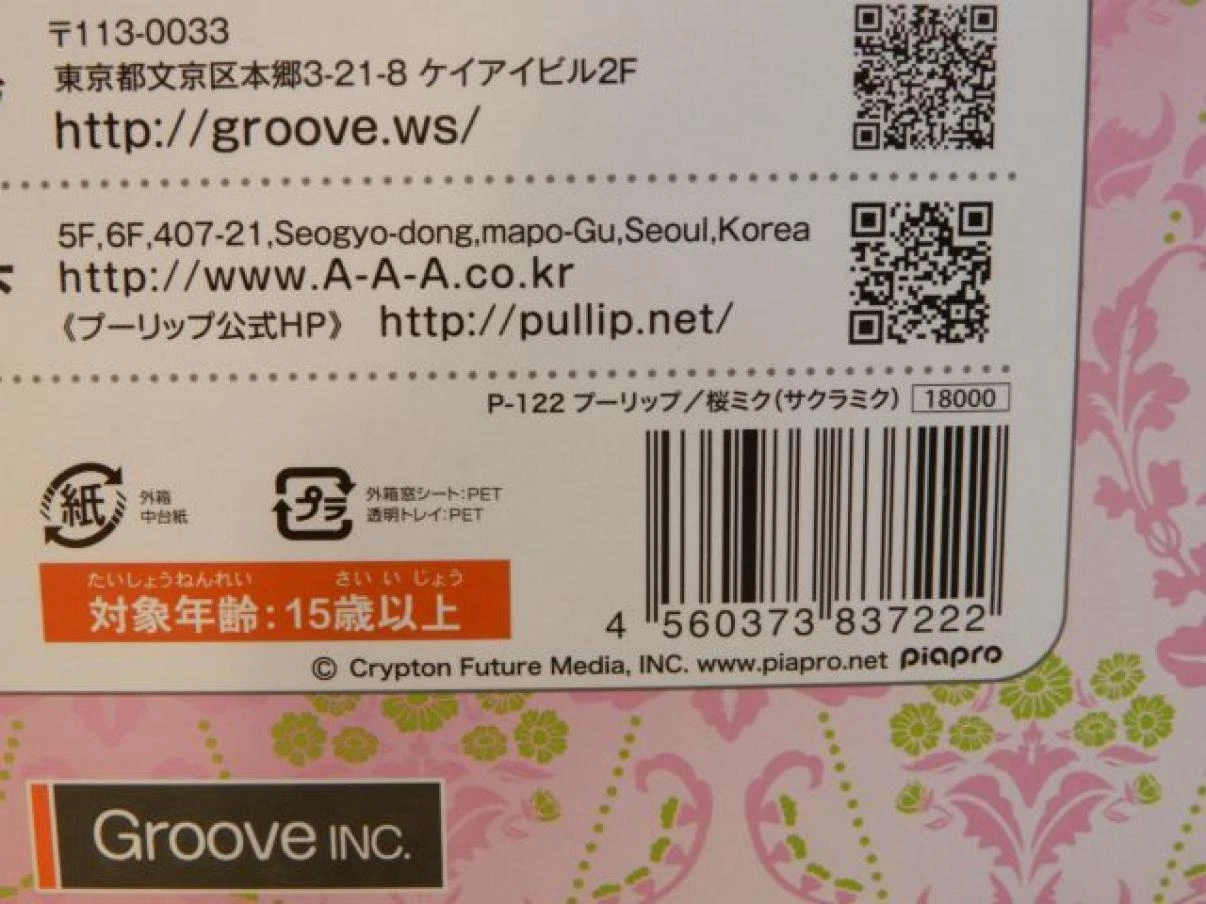 〒113-0033
東京都文京区本郷3-21-8 ケイアイビル2F
http://groove.ws/
5F,6F,407-21,Seogyo-dong,mapo-Gu,Seoul,Korea
http://www.A-A-A.co.kr
《プーリップ公式HP》 http://pullip.net/
P-122 プーリップ／桜ミク(サクラミク) 18000
紙 外箱
中台紙
プラ 外箱窓シート:PET
透明トレイ:PET
たいしょうねんれい さい い じょう
対象年齢:15歳以上
4 560373 837222
© Crypton Future Media, INC. www.piapro.net piapro
Groove INC.